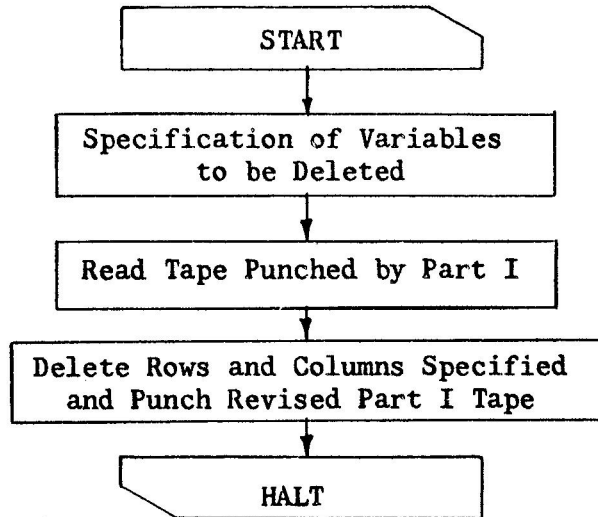 START
Specification of Variables
to be Deleted
Read Tape Punched by Part I
Delete Rows and Columns Specified
and Punch Revised Part I Tape
HALT